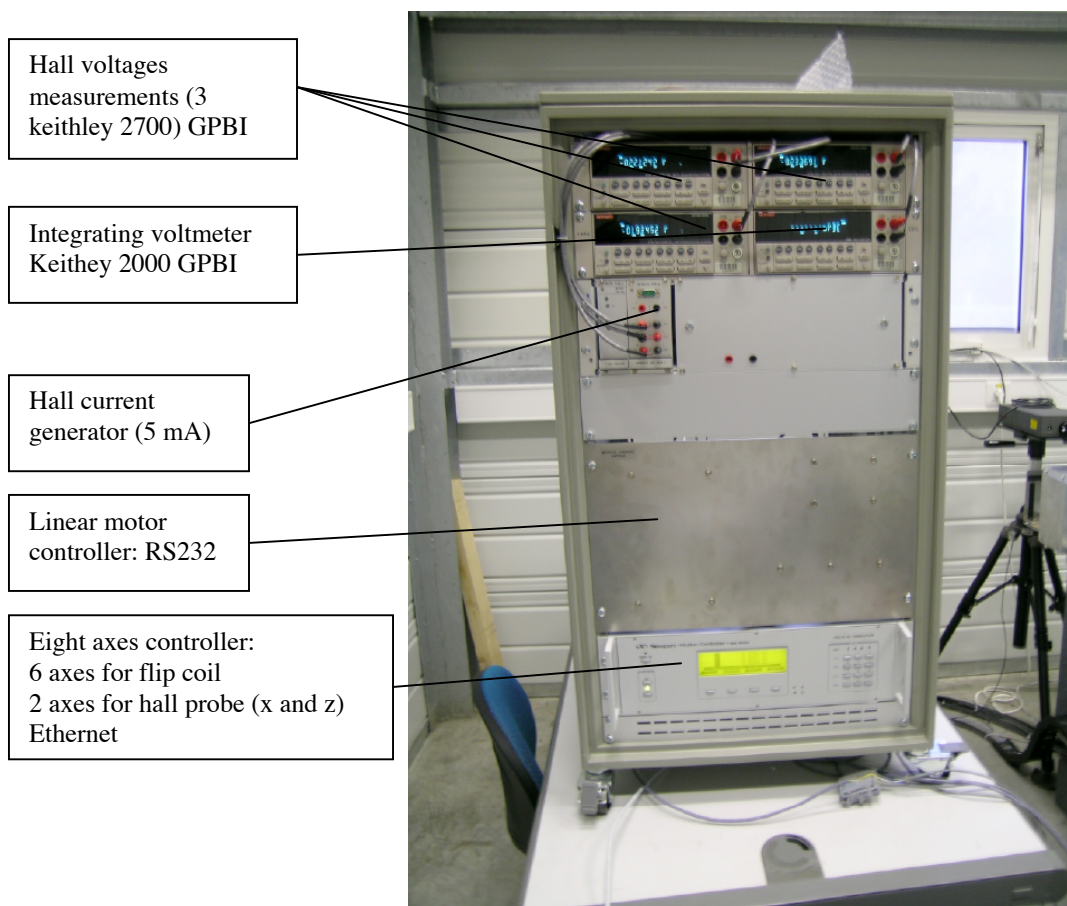 Hall voltages
measurements (3
keithley 2700) GPBI
Integrating voltmeter
Keithey 2000 GPBI
Hall current
generator (5 mA)
Linear motor
controller: RS232
Eight axes controller:
6 axes for flip coil
2 axes for hall probe (x and z)
Ethernet